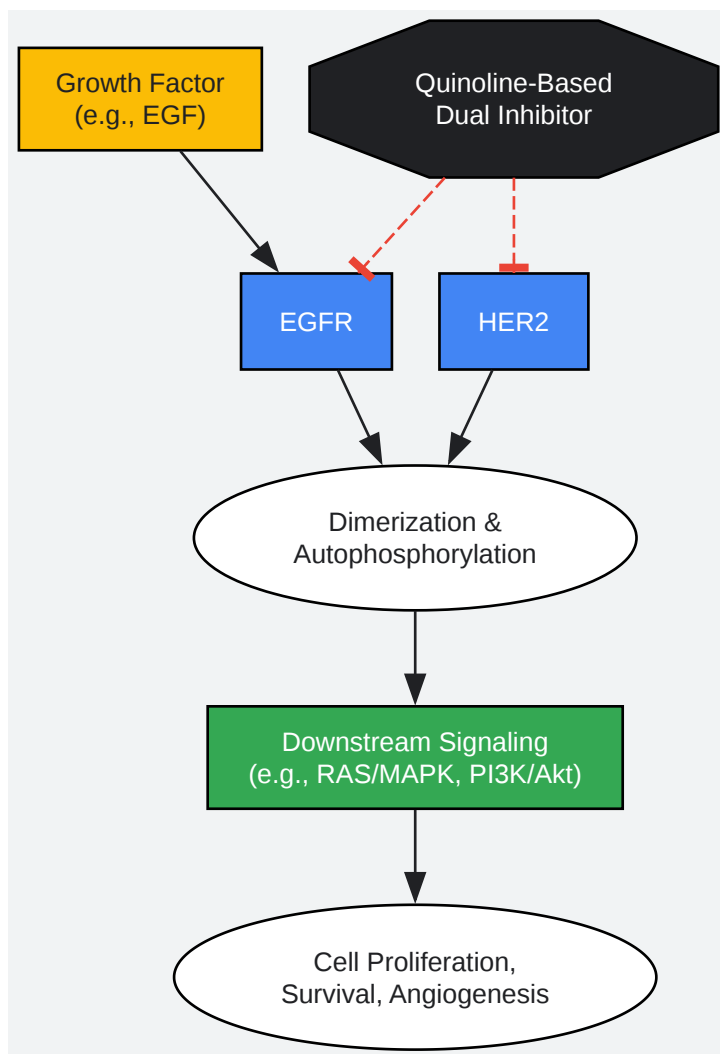 Growth Factor
(e.g., EGF)
Quinoline-Based
Dual Inhibitor
EGFR
HER2
Dimerization &
Autophosphorylation
Downstream Signaling
(e.g., RAS/MAPK, PI3K/Akt)
Cell Proliferation,
Survival, Angiogenesis